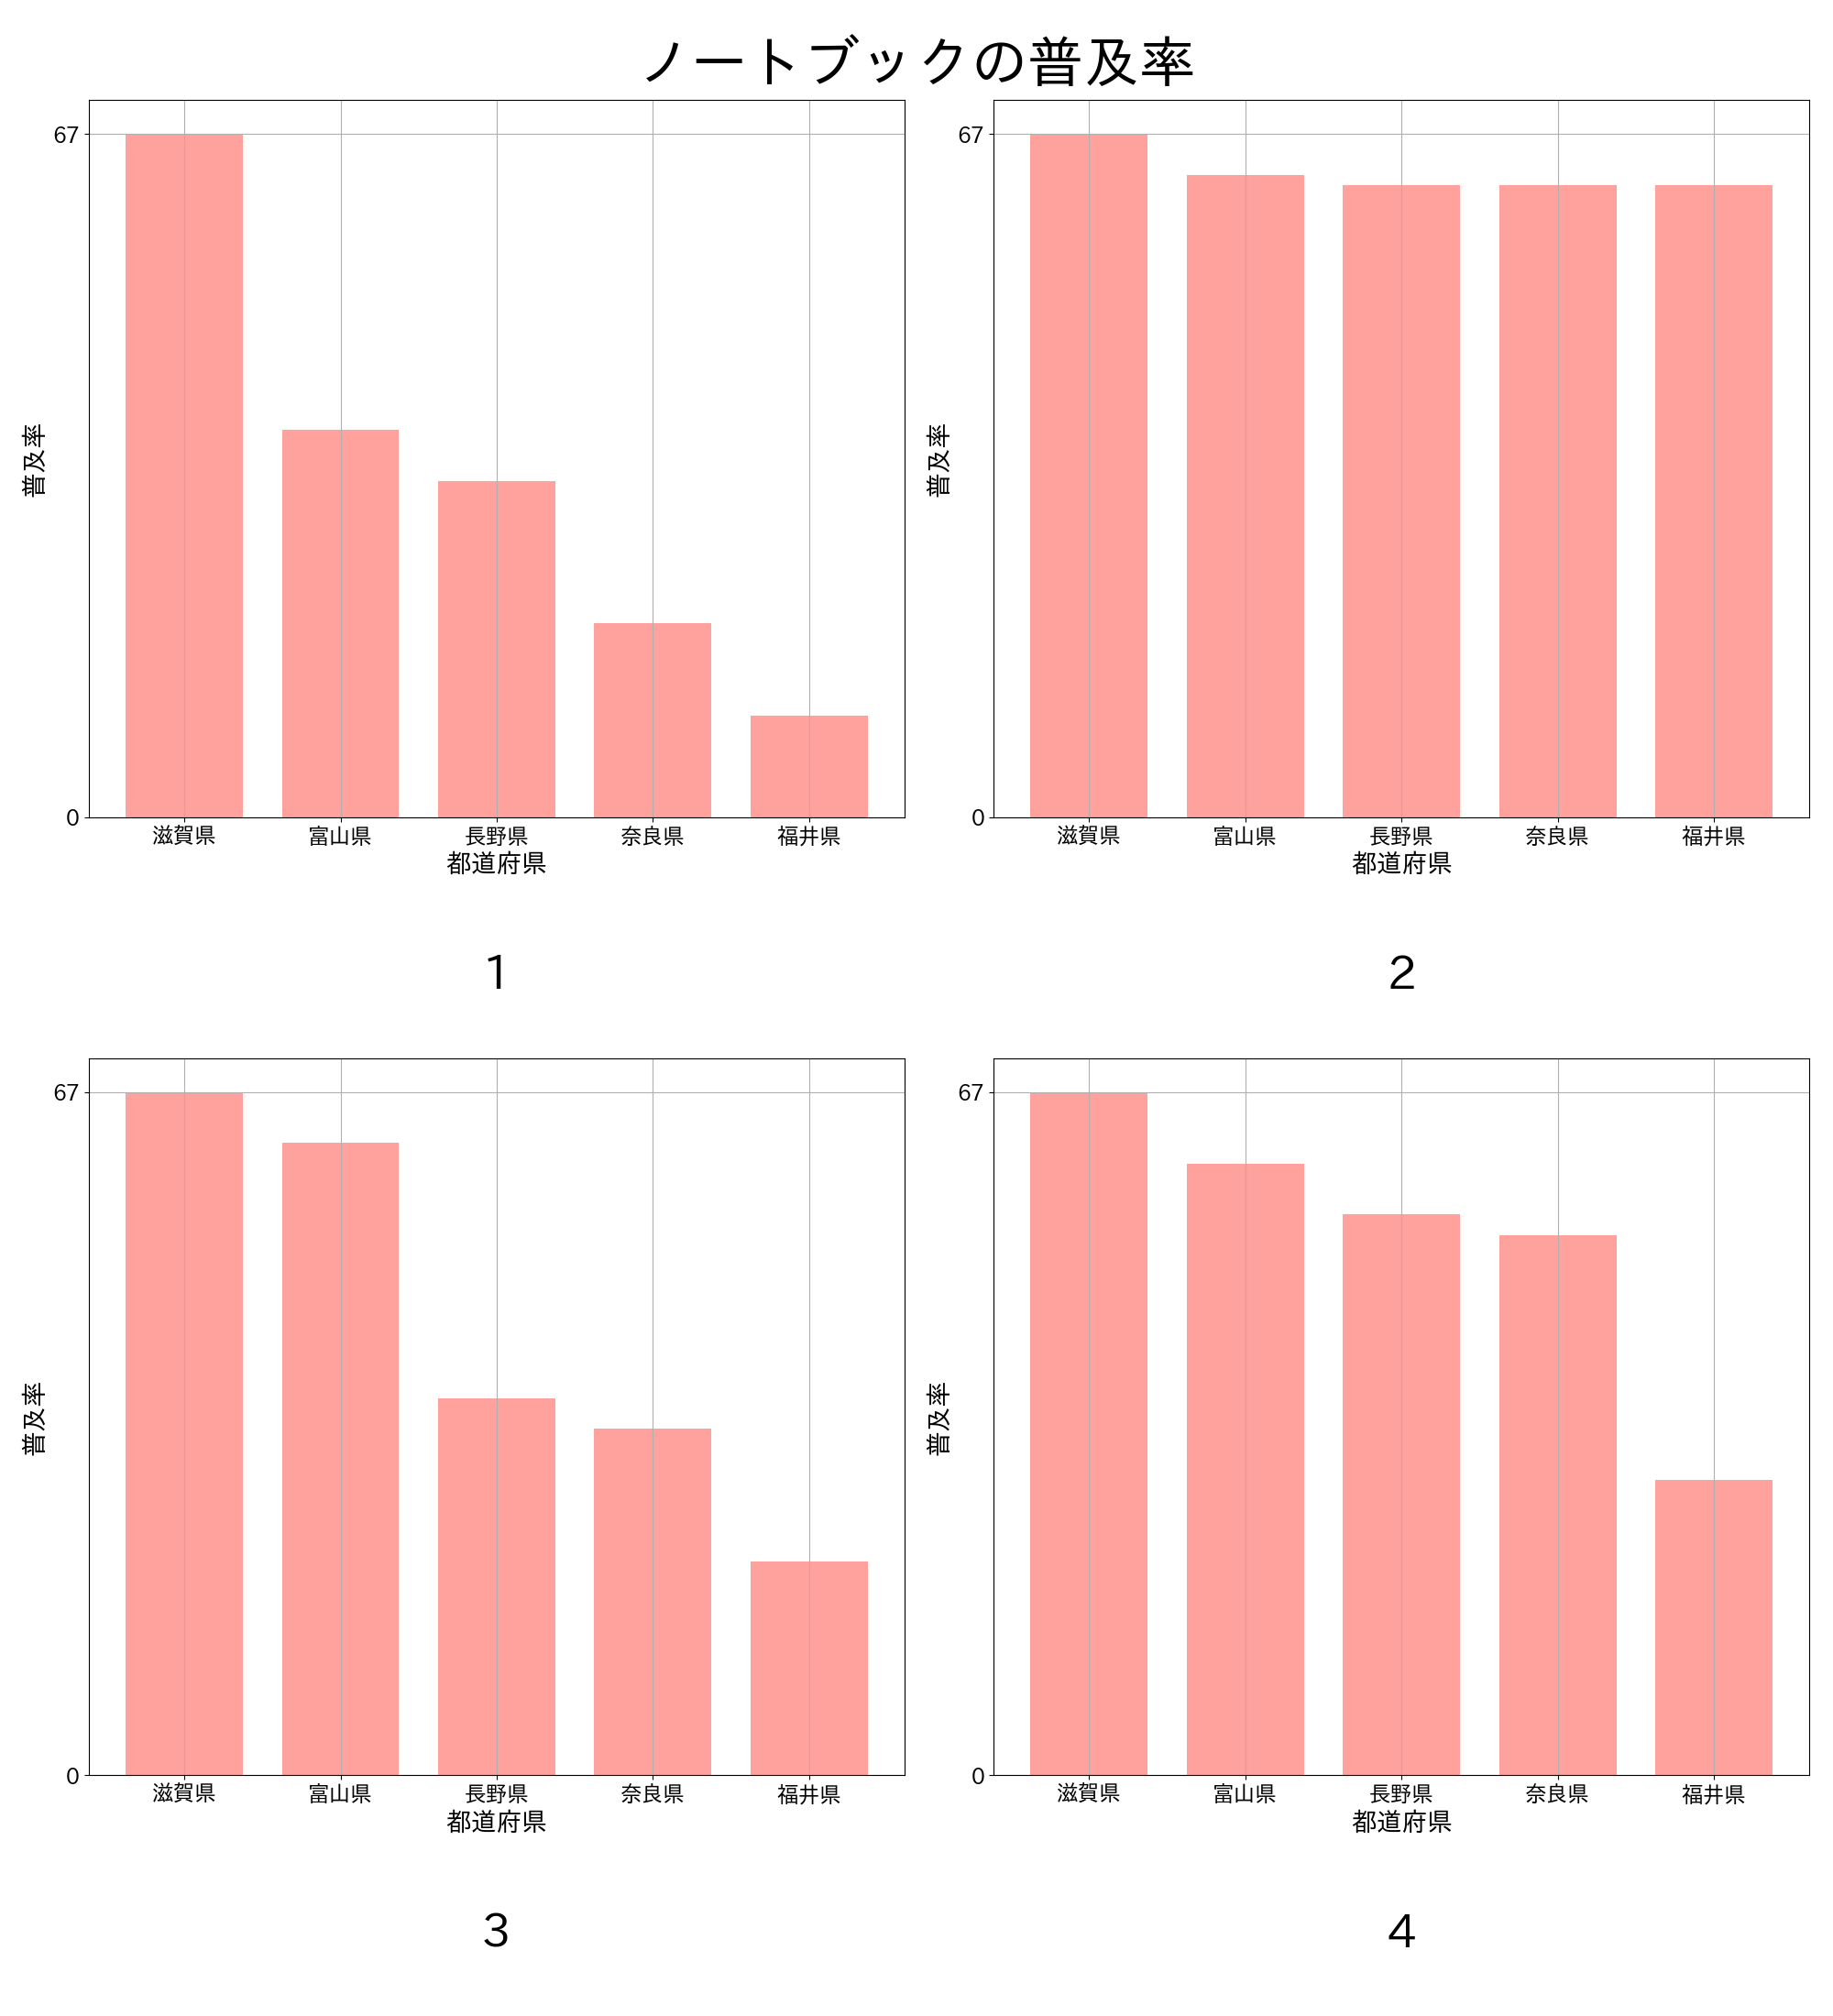 ノートブックの普及率
67
0
普及率
滋賀県 富山県 長野県 奈良県 福井県
都道府県
1
67
0
普及率
滋賀県 富山県 長野県 奈良県 福井県
都道府県
2
67
0
普及率
滋賀県 富山県 長野県 奈良県 福井県
都道府県
3
67
0
普及率
滋賀県 富山県 長野県 奈良県 福井県
都道府県
4